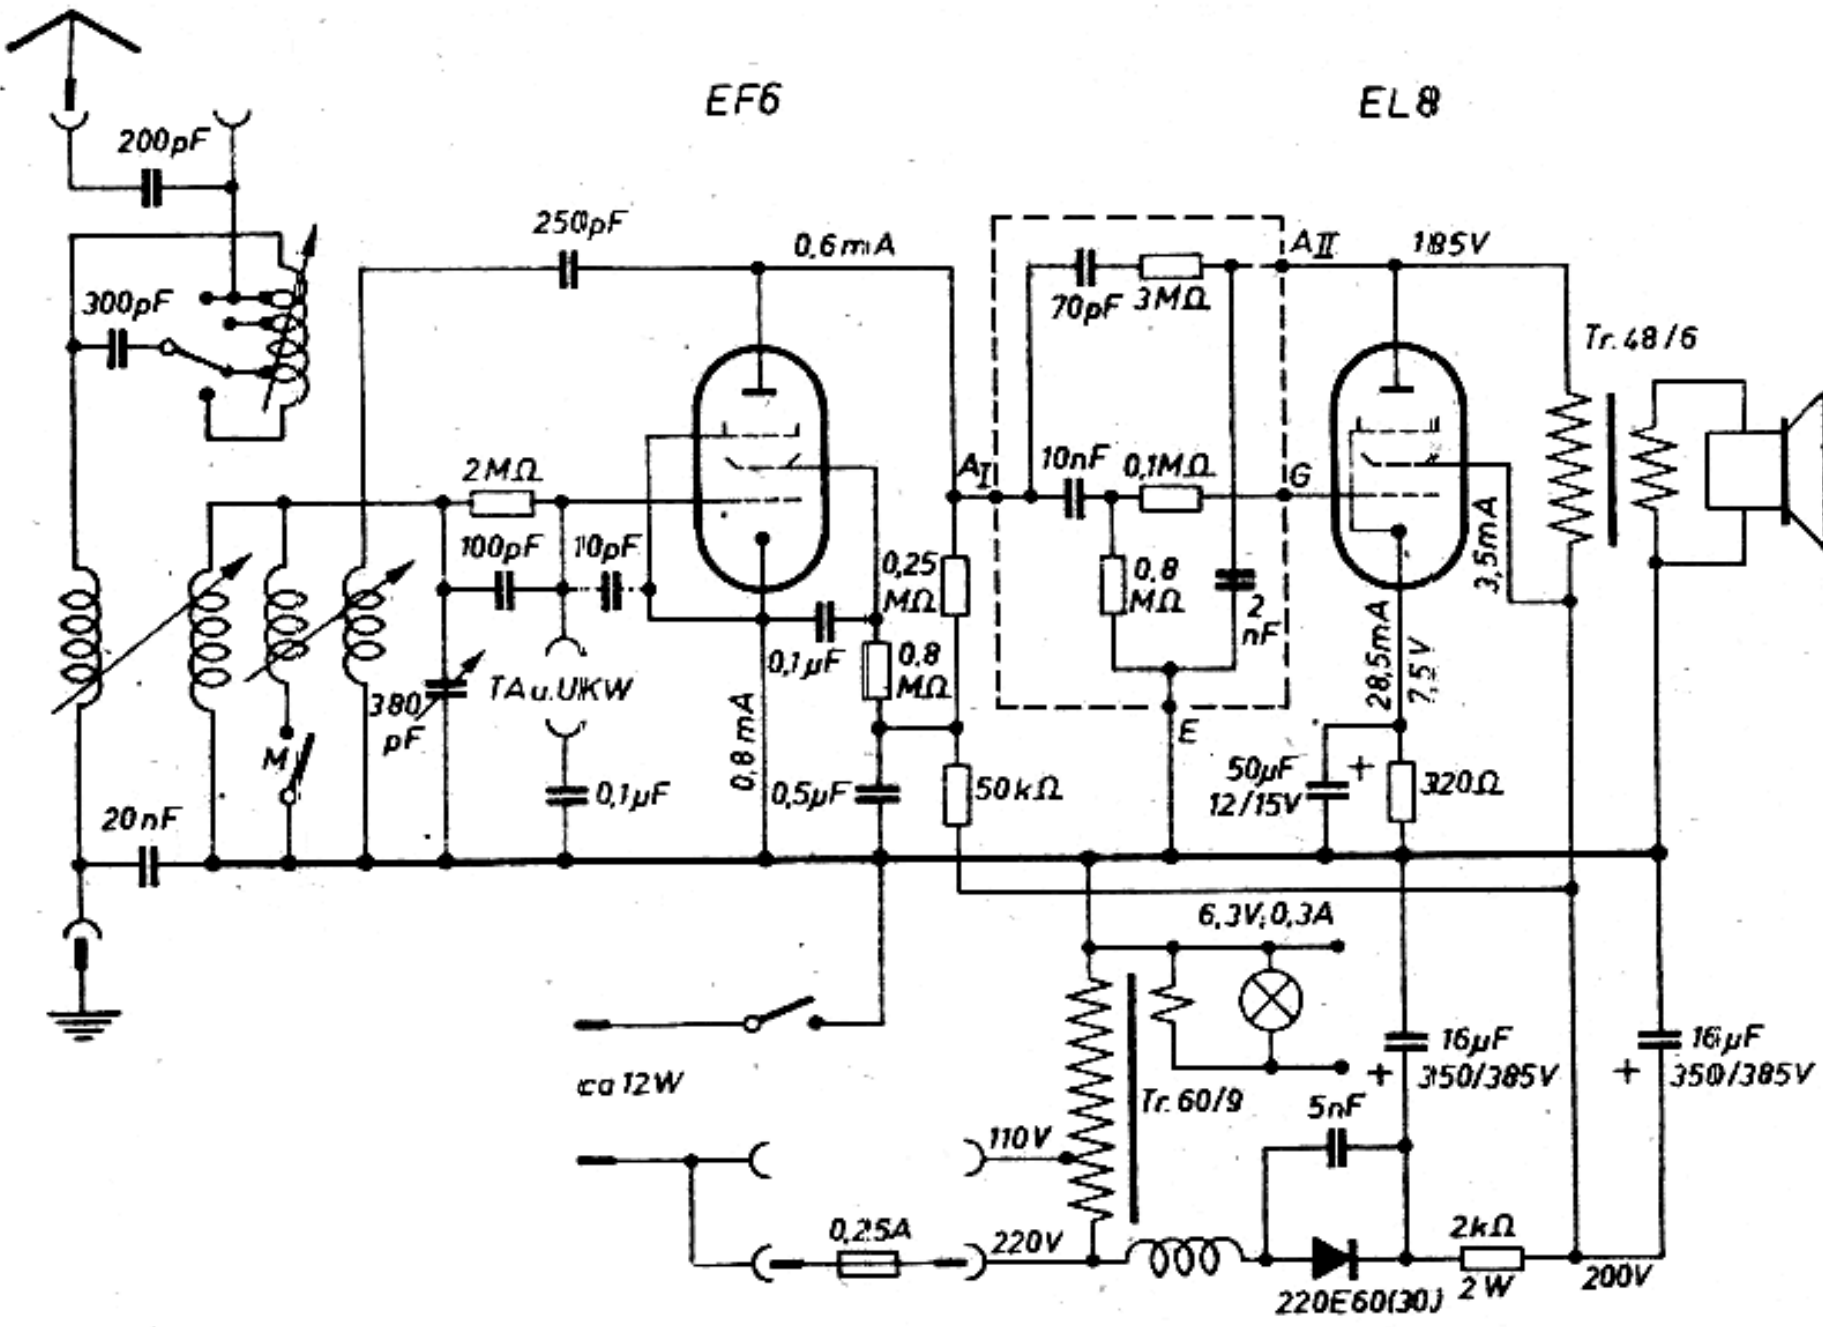 EF6
EL8
200pF
250pF
0,6mA
A II
185V
300pF
70pF
3MΩ
Tr. 48/6
2MΩ
A I
10nF
0,1MΩ
G
100pF
10pF
0,25
MΩ
0,8
MΩ
2
nF
3,5mA
0,1µF
0,8
MΩ
28,5mA
7,5V
380
pF
TA u. UKW
M
0,8 mA
E
20nF
0,1µF
0,5µF
50kΩ
50µF
12/15V
+
320Ω
6,3V; 0,3A
ca 12W
16µF
350/385V
+
16µF
350/385V
+
Tr. 60/9
5nF
110V
0,25A
220V
2kΩ
2W
200V
220E60(30)